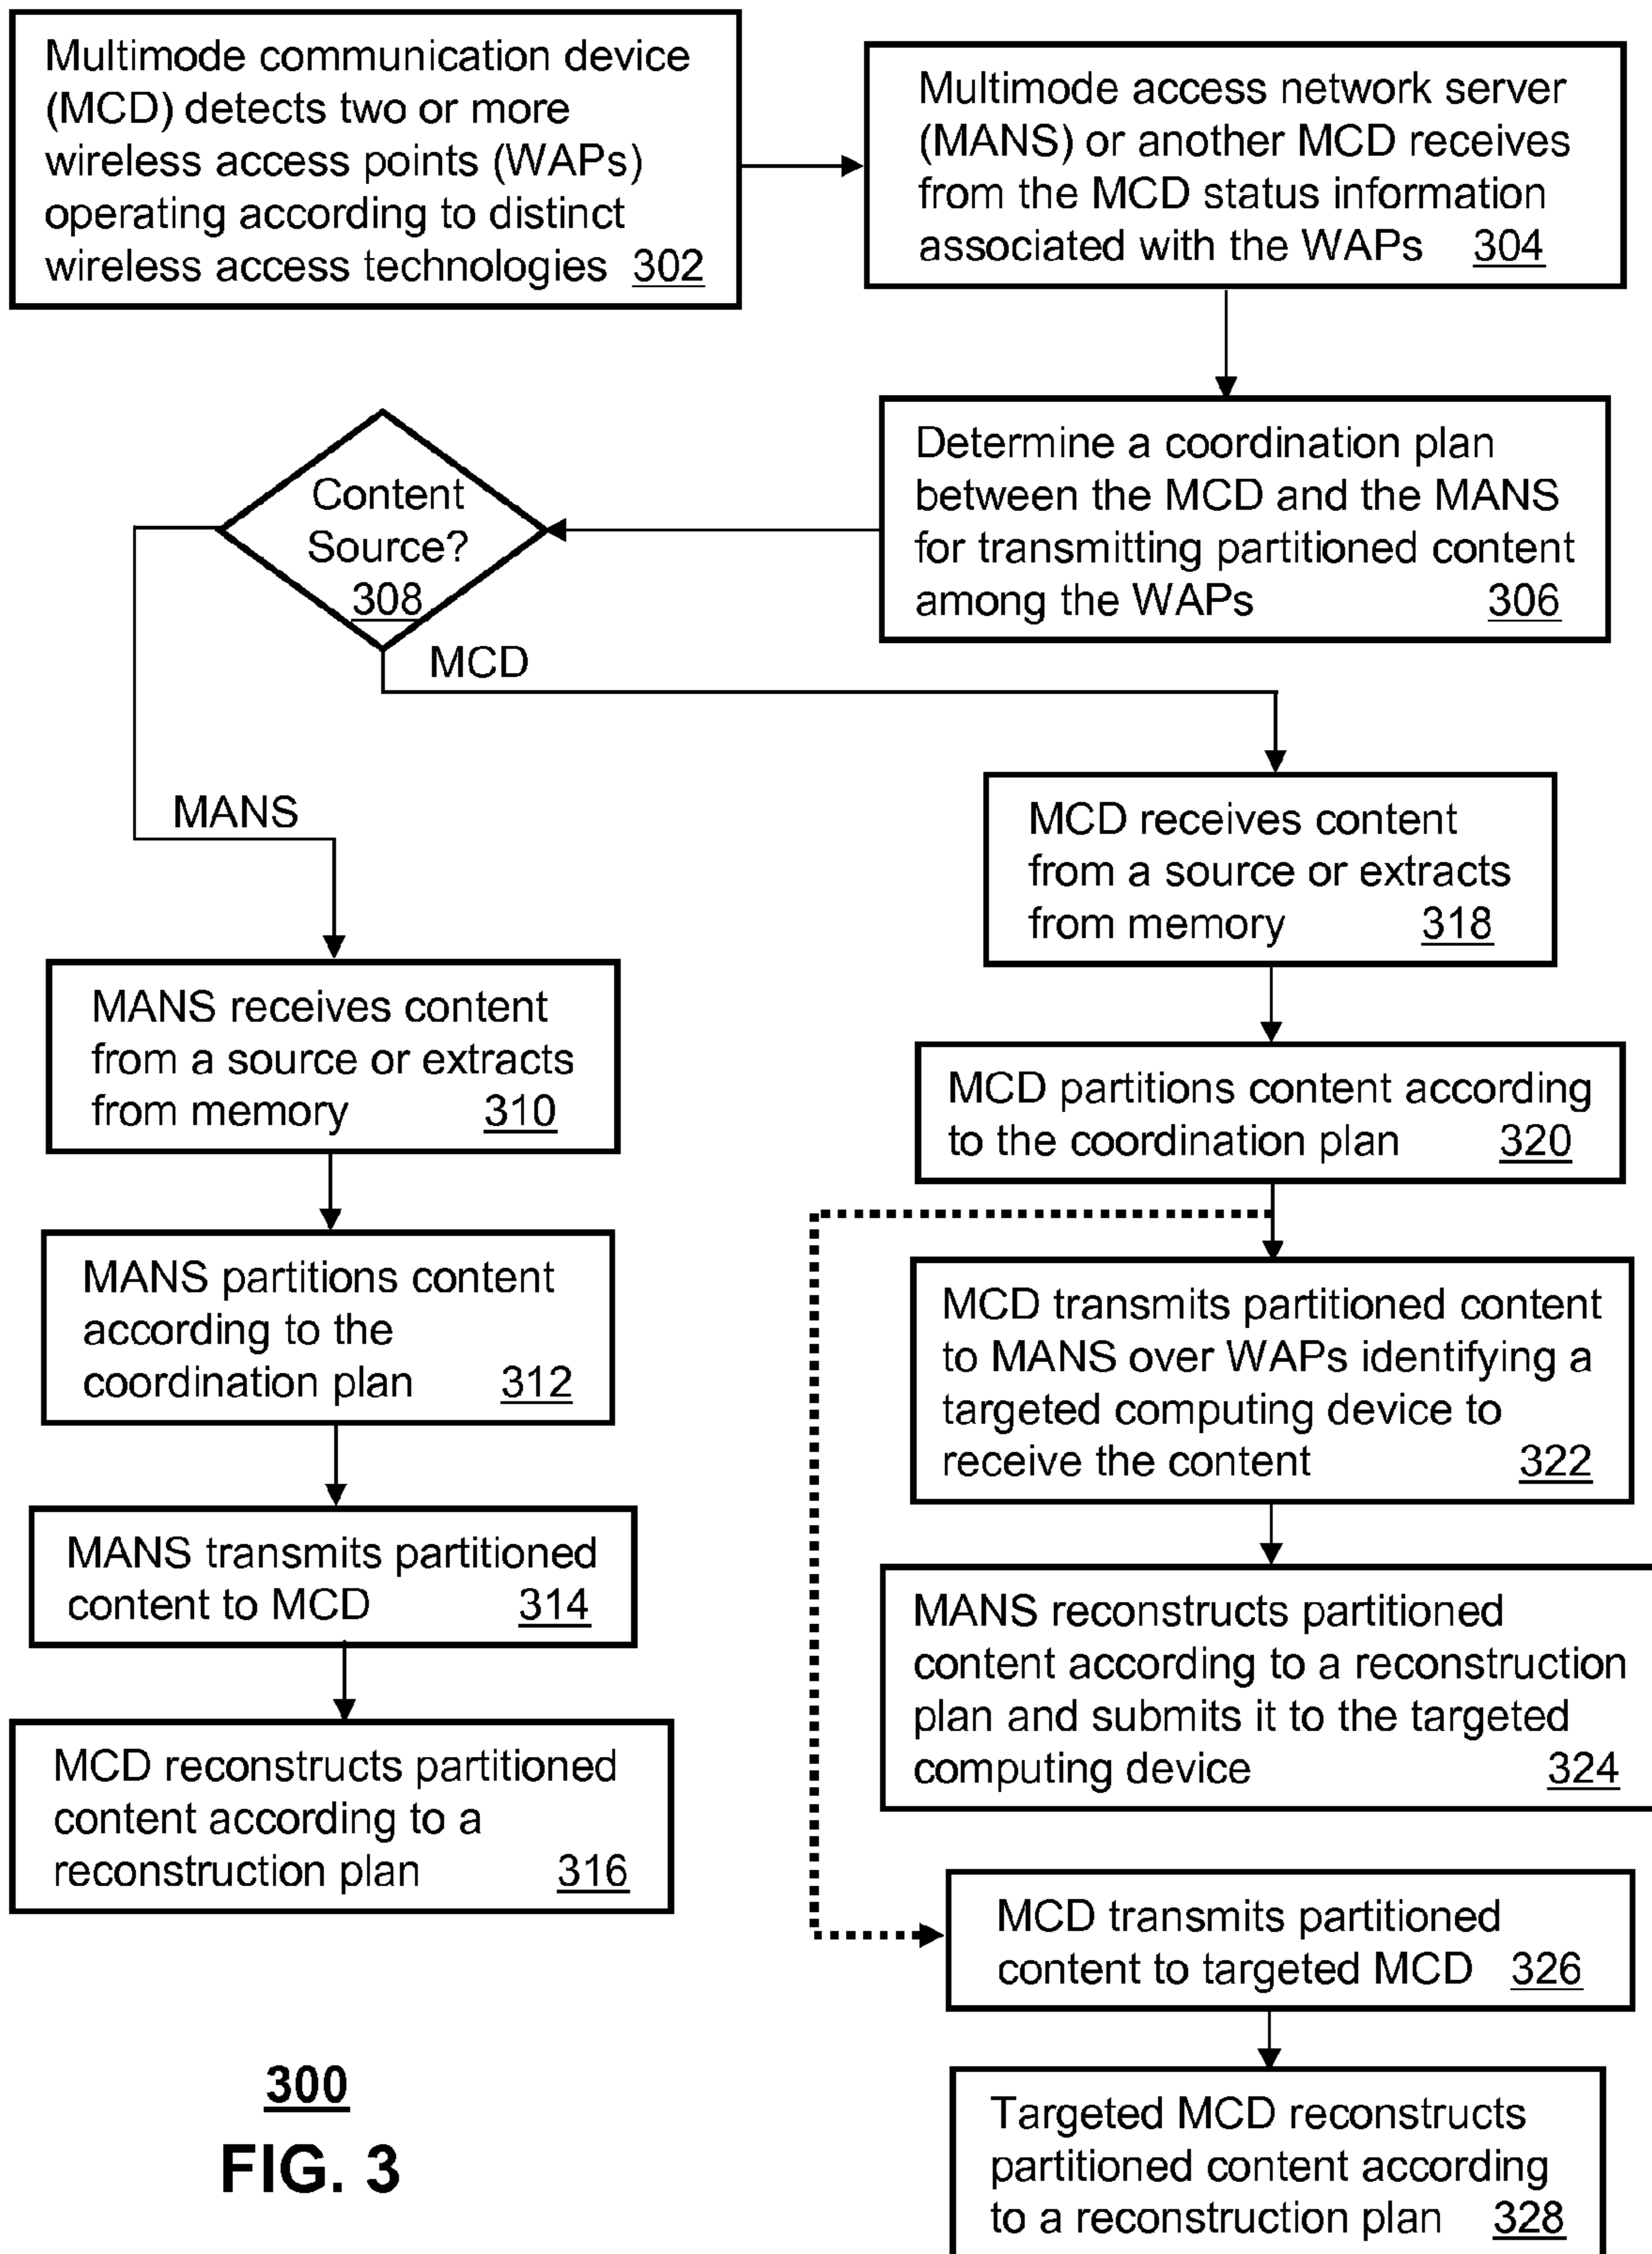 Multimode communication device
(MCD) detects two or more
wireless access points (WAPs)
operating according to distinct
wireless access technologies 302
Multimode access network server
(MANS) or another MCD receives
from the MCD status information
associated with the WAPs 304
Determine a coordination plan
between the MCD and the MANS
for transmitting partitioned content
among the WAPs 306
Content
Source?
308
MCD
MANS
MANS receives content
from a source or extracts
from memory 310
MANS partitions content
according to the
coordination plan 312
MANS transmits partitioned
content to MCD 314
MCD reconstructs partitioned
content according to a
reconstruction plan 316
MCD receives content
from a source or extracts
from memory 318
MCD partitions content according
to the coordination plan 320
MCD transmits partitioned content
to MANS over WAPs identifying a
targeted computing device to
receive the content 322
MANS reconstructs partitioned
content according to a reconstruction
plan and submits it to the targeted
computing device 324
MCD transmits partitioned
content to targeted MCD 326
Targeted MCD reconstructs
partitioned content according
to a reconstruction plan 328
300
FIG. 3